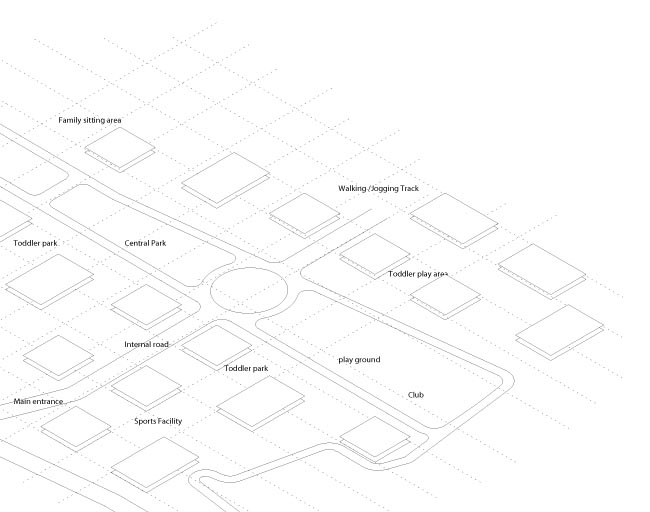 Family sitting area
Walking /Jogging Track
Toddler park
Central Park
Toddler play area
Internal road
play ground
Toddler park
Club
Main entrance
Sports Facility